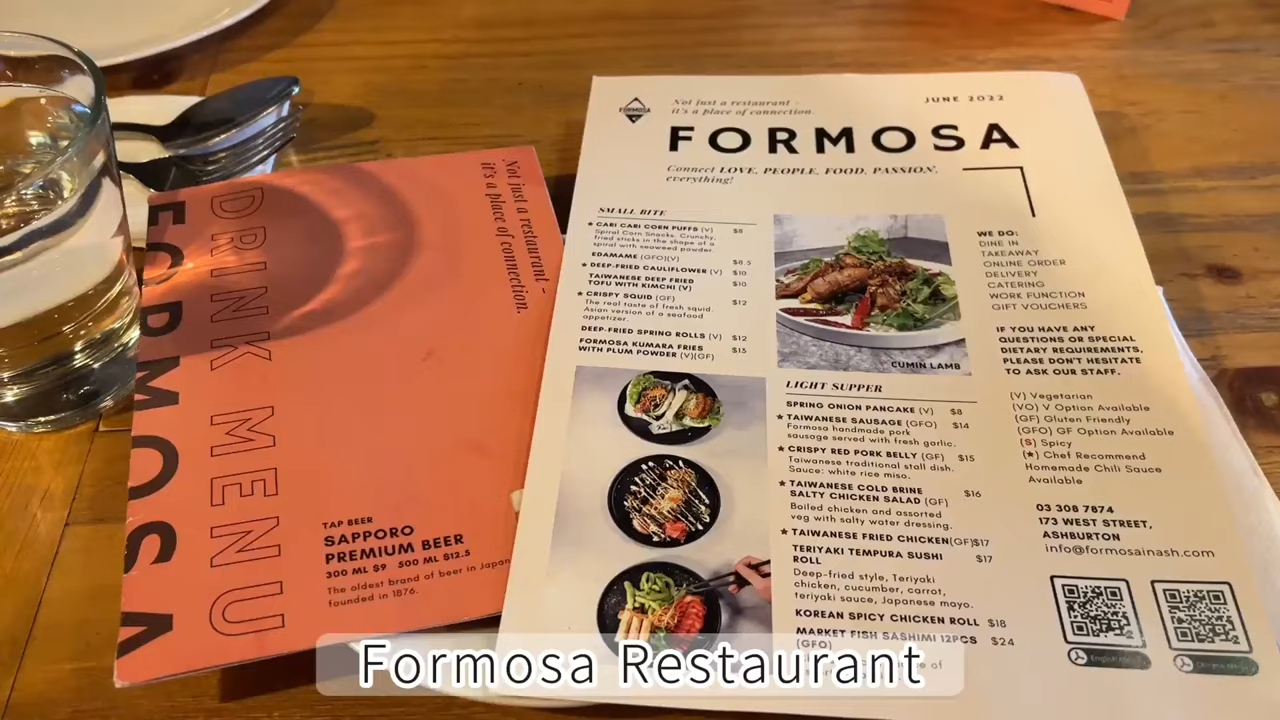 Not just a restaurant -
it's a place of connection.
DRINK MENU
FORMOSA
TAP BEER
SAPPORO
PREMIUM BEER
300 ML $9 500 ML $12.5
The oldest brand of beer in Japan
founded in 1876.
FORMOSA
Not just a restaurant -
it's a place of connection.
JUNE 2022
FORMOSA
Connect LOVE, PEOPLE, FOOD, PASSION,
everything!
SMALL BITE
★ CARI CARI CORN PUFFS (V) $8
Spiral Corn Snacks. Crunchy,
fried sticks in the shape of a
spiral with seaweed powder.
EDAMAME (GFO)(V) $8.5
★ DEEP-FRIED CAULIFLOWER (V) $10
TAIWANESE DEEP FRIED $10
TOFU WITH KIMCHI (V)
★ CRISPY SQUID (GF) $12
The real taste of fresh squid.
Asian version of a seafood
appetizer.
DEEP-FRIED SPRING ROLLS (V) $12
FORMOSA KUMARA FRIES $13
WITH PLUM POWDER (V)(GF)
CUMIN LAMB
LIGHT SUPPER
SPRING ONION PANCAKE (V) $8
★ TAIWANESE SAUSAGE (GFO) $14
Formosa handmade pork
sausage served with fresh garlic.
★ CRISPY RED PORK BELLY (GF) $15
Taiwanese traditional stall dish.
Sauce: white rice miso.
★ TAIWANESE COLD BRINE $16
SALTY CHICKEN SALAD (GF)
Boiled chicken and assorted
veg with salty water dressing.
★ TAIWANESE FRIED CHICKEN(GF)$17
TERIYAKI TEMPURA SUSHI $17
ROLL
Deep-fried style, Teriyaki
chicken, cucumber, carrot,
teriyaki sauce, Japanese mayo.
KOREAN SPICY CHICKEN ROLL $18
MARKET FISH SASHIMI 12PCS $24
(GFO)
of
WE DO:
DINE IN
TAKEAWAY
ONLINE ORDER
DELIVERY
CATERING
WORK FUNCTION
GIFT VOUCHERS
IF YOU HAVE ANY
QUESTIONS OR SPECIAL
DIETARY REQUIREMENTS,
PLEASE DON'T HESITATE
TO ASK OUR STAFF.
(V) Vegetarian
(VO) V Option Available
(GF) Gluten Friendly
(GFO) GF Option Available
(S) Spicy
(★) Chef Recommend
Homemade Chili Sauce
Available
03 308 7874
173 WEST STREET,
ASHBURTON
info@formosainash.com
Formosa Restaurant